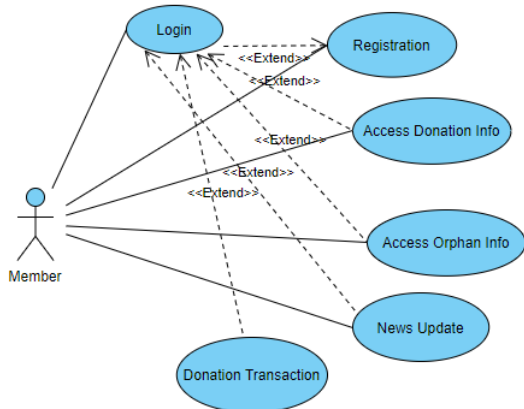 Login
Registration
<<Extend>>
<<Extend>>
Access Donation Info
<<Extend>>
<<Extend>>
<<Extend>>
Member
Access Orphan Info
News Update
Donation Transaction